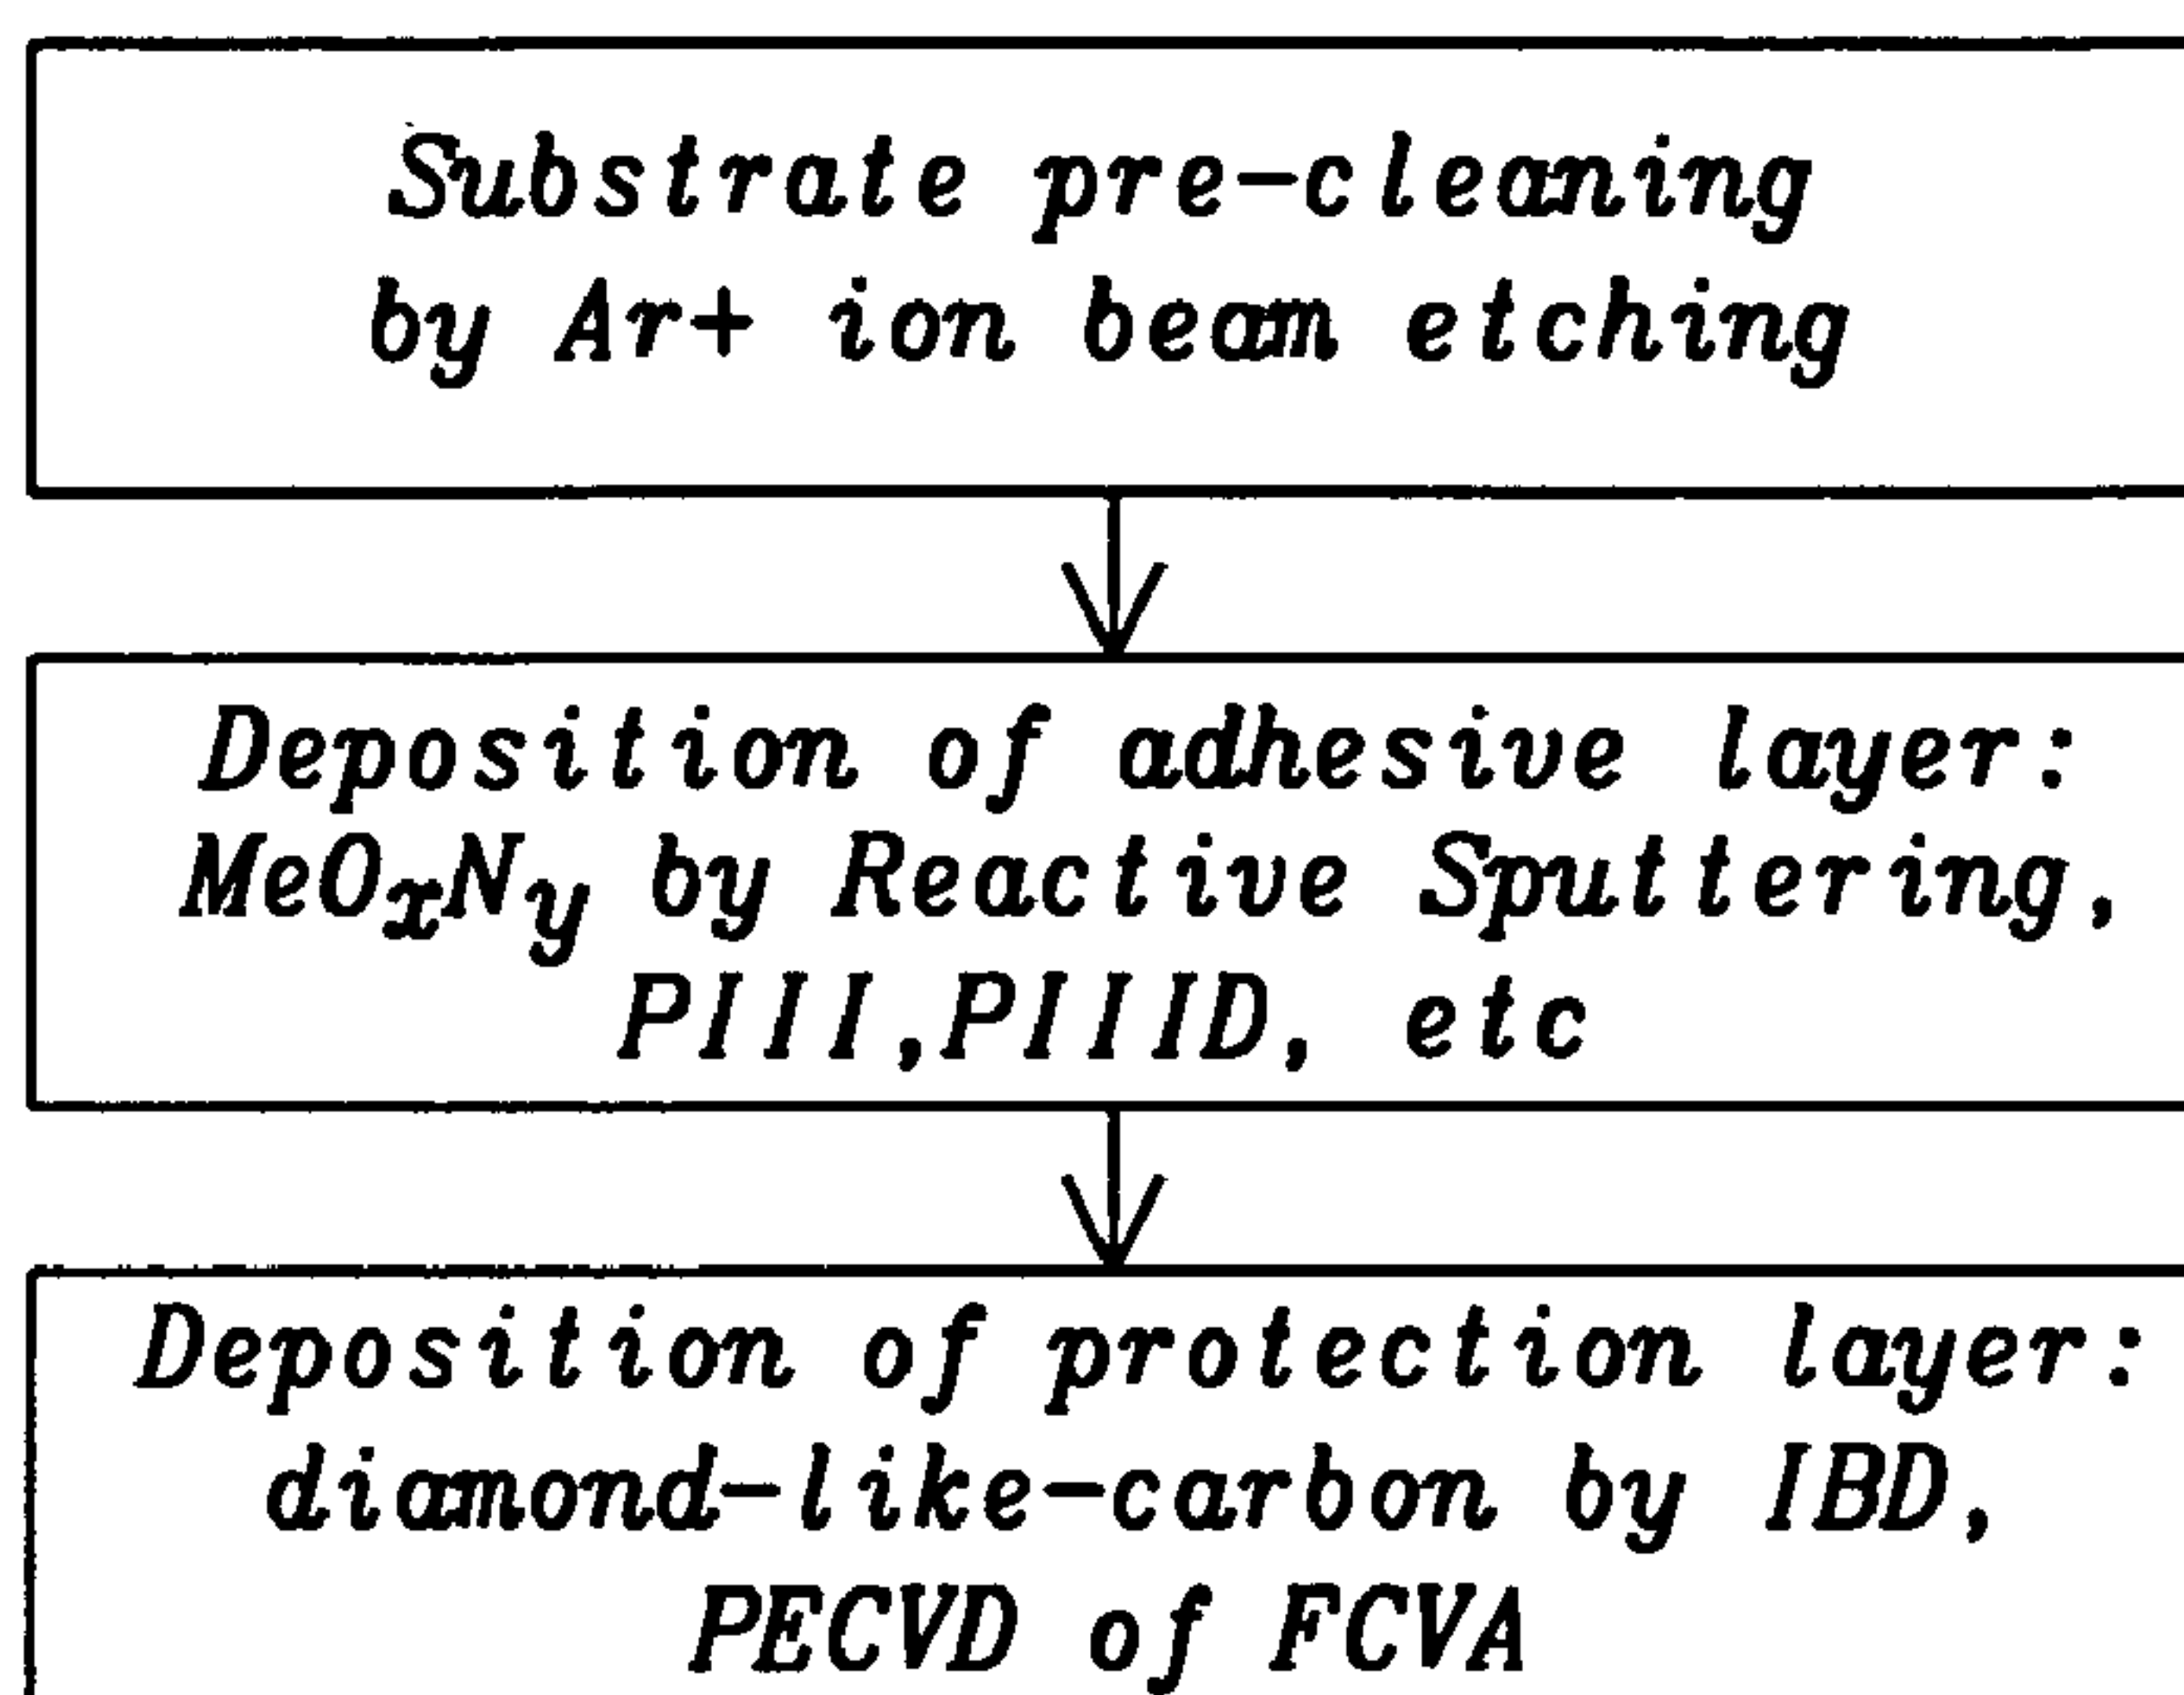 Substrate pre-cleaning
by Ar+ ion beam etching
Deposition of adhesive layer:
MeOxNy by Reactive Sputtering,
PIII,PIIID, etc
Deposition of protection layer:
diamond-like-carbon by IBD,
PECVD of FCVA